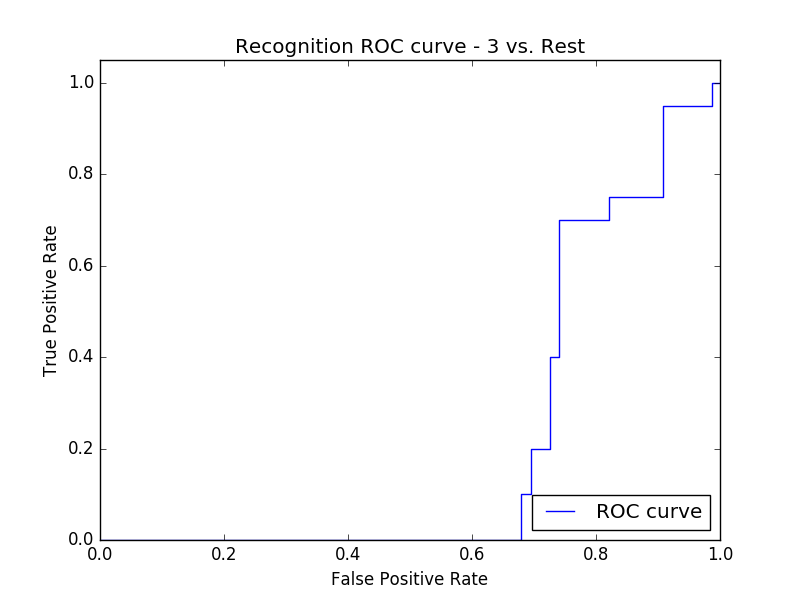 Recognition ROC curve - 3 vs. Rest
1.0
0.8
0.6
0.4
0.2
0.0
True Positive Rate
ROC curve
0.0 0.2 0.4 0.6 0.8 1.0
False Positive Rate